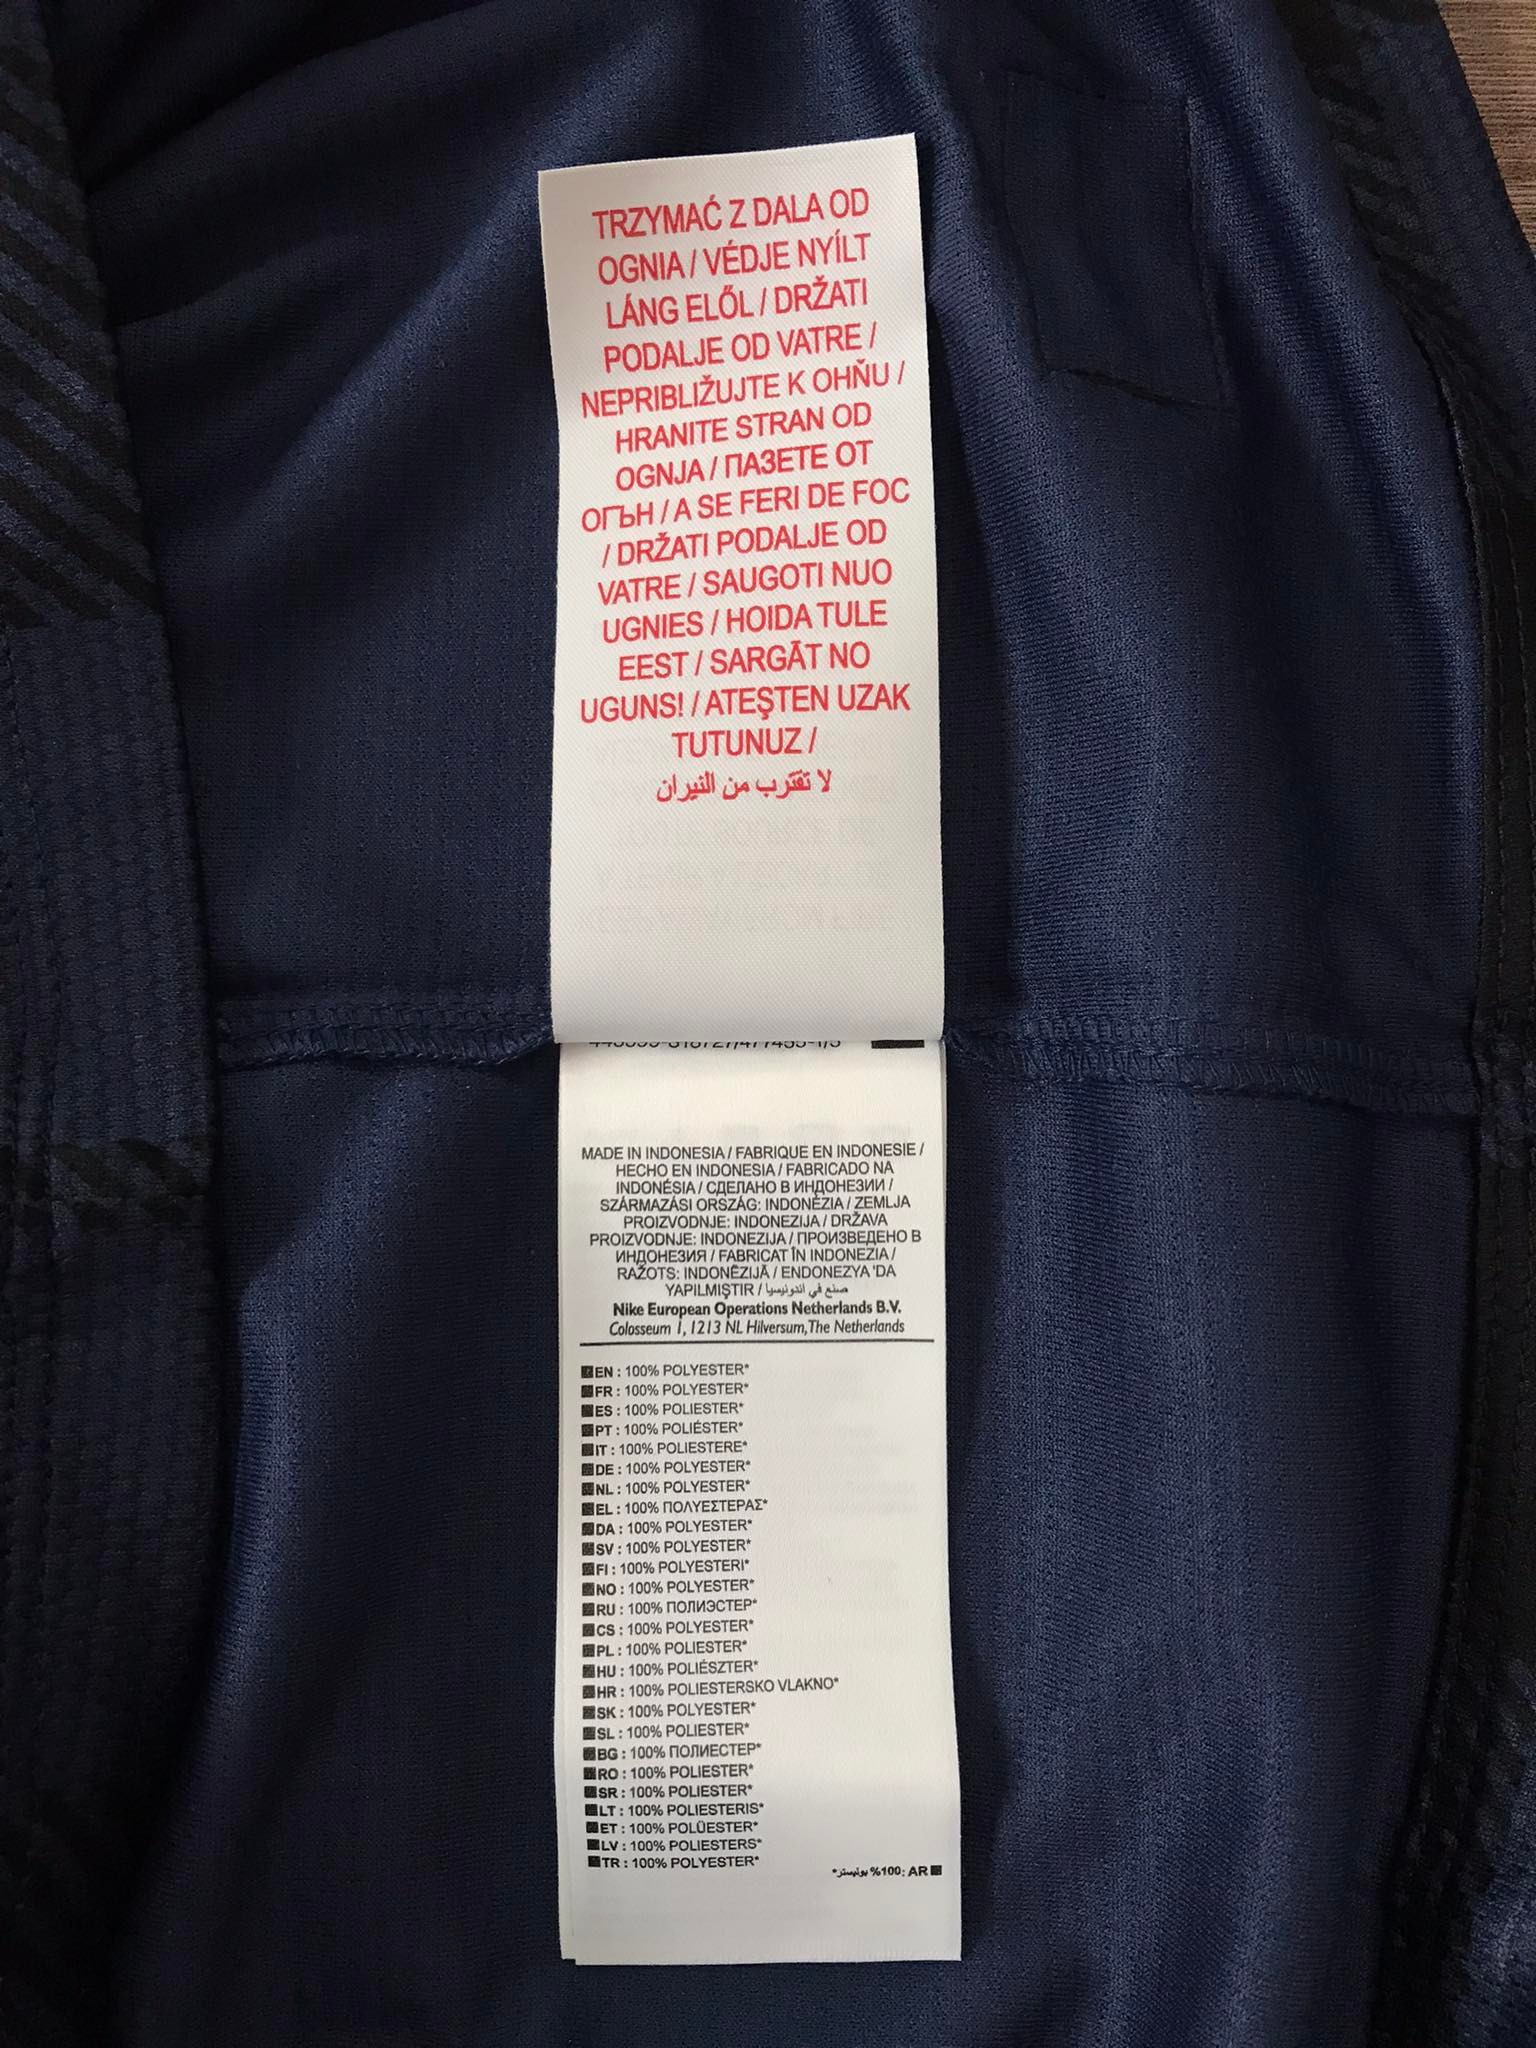 TRZYMAĆ Z DALA OD
OGNIA / VÉDJE NYÍLT
LÁNG ELŐL / DRŽATI
PODALJE OD VATRE /
NEPRIBLIŽUJTE K OHŇU /
HRANITE STRAN OD
OGNJA / ПАЗЕТЕ ОТ
ОГЪН / A SE FERI DE FOC
/ DRŽATI PODALJE OD
VATRE / SAUGOTI NUO
UGNIES / HOIDA TULE
EEST / SARGĀT NO
UGUNS! / ATEŞTEN UZAK
TUTUNUZ /
لا تقترب من النيران
MADE IN INDONESIA / FABRIQUE EN INDONESIE /
HECHO EN INDONESIA / FABRICADO NA
INDONÉSIA / СДЕЛАНО В ИНДОНЕЗИИ /
SZÁRMAZÁSI ORSZÁG: INDONÉZIA / ZEMLJA
PROIZVODNJE: INDONEZIJA / DRŽAVA
PROIZVODNJE: INDONEZIJA / ПРОИЗВЕДЕНО В
ИНДОНЕЗИЯ / FABRICAT ÎN INDONEZIA /
RAŽOTS: INDONĒZIJĀ / ENDONEZYA 'DA
YAPILMIŞTIR / صنع في اندونيسيا
Nike European Operations Netherlands B.V.
Colosseum 1, 1213 NL Hilversum, The Netherlands
EN : 100% POLYESTER*
FR : 100% POLYESTER*
ES : 100% POLIESTER*
PT : 100% POLIÉSTER*
IT : 100% POLIESTERE*
DE : 100% POLYESTER*
NL : 100% POLYESTER*
EL : 100% ΠΟΛΥΕΣΤΕΡΑΣ*
DA : 100% POLYESTER*
SV : 100% POLYESTER*
FI : 100% POLYESTERI*
NO : 100% POLYESTER*
RU : 100% ПОЛИЭСТЕР*
CS : 100% POLYESTER*
PL : 100% POLIESTER*
HU : 100% POLIÉSZTER*
HR : 100% POLIESTERSKO VLAKNO*
SK : 100% POLYESTER*
SL : 100% POLIESTER*
BG : 100% ПОЛИЕСТЕР*
RO : 100% POLIESTER*
SR : 100% POLIESTER*
LT : 100% POLIESTERIS*
ET : 100% POLÜESTER*
LV : 100% POLIESTERS*
TR : 100% POLYESTER*
AR :100% بوليستر*